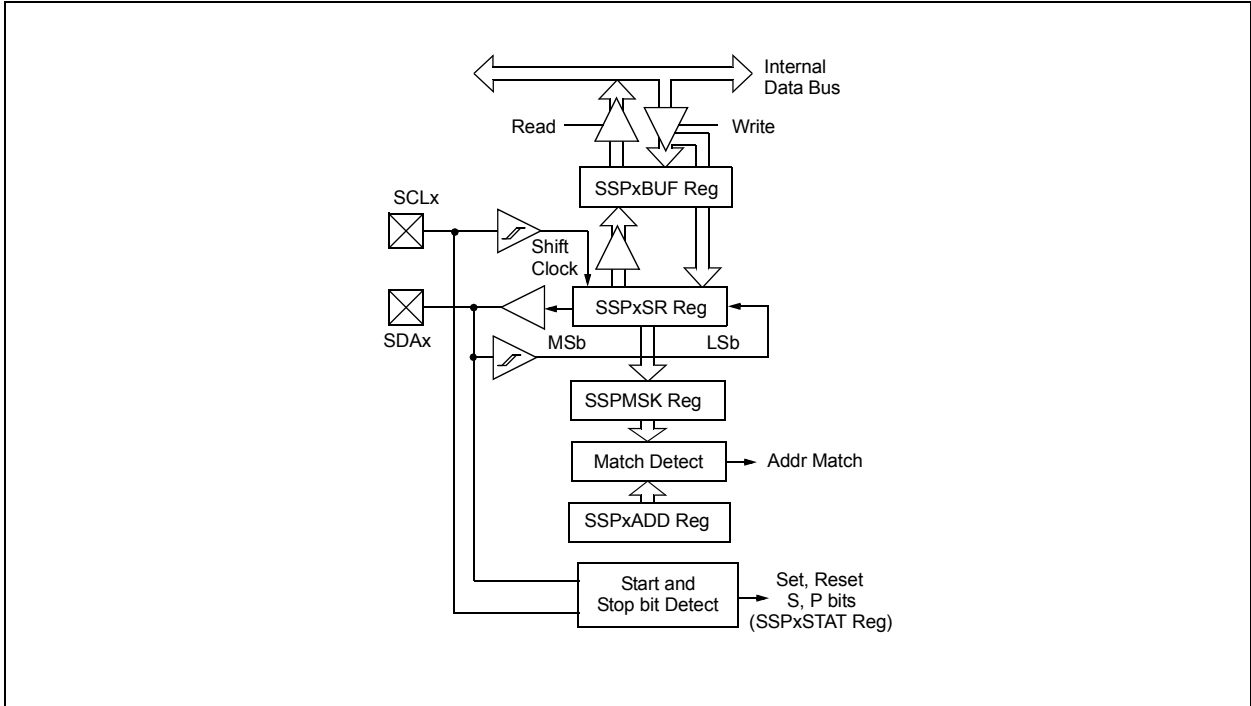 Internal
Data Bus
Read
Write
SSPxBUF Reg
SCLx
Shift
Clock
SSPxSR Reg
SDAx
MSb
LSb
SSPMSK Reg
Match Detect
Addr Match
SSPxADD Reg
Start and
Stop bit Detect
Set, Reset
S, P bits
(SSPxSTAT Reg)